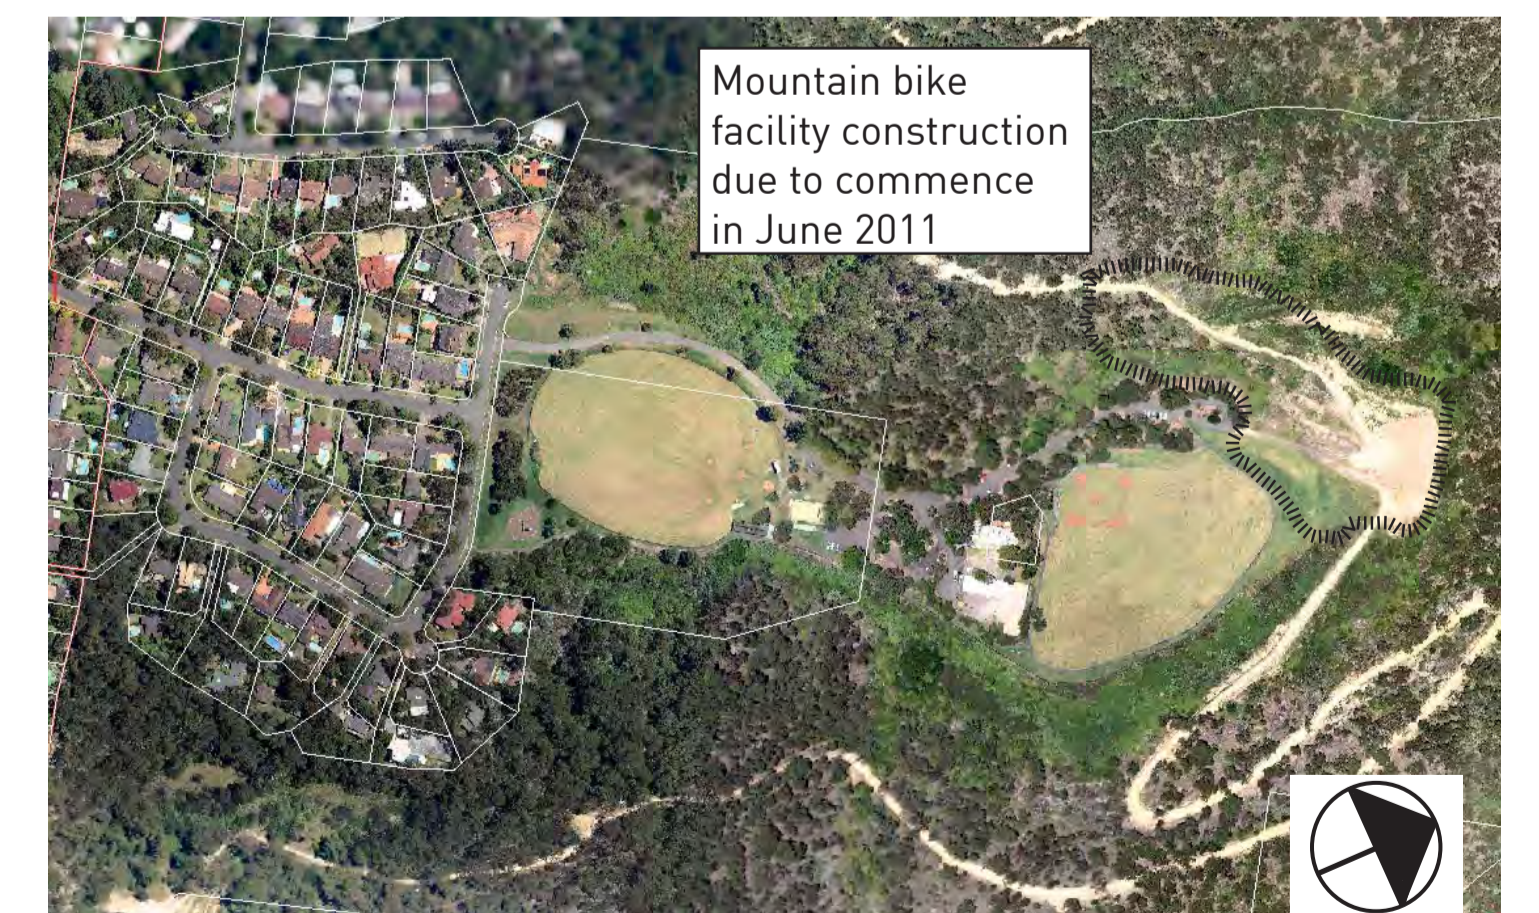 Mountain bike
facility construction
due to commence
in June 2011